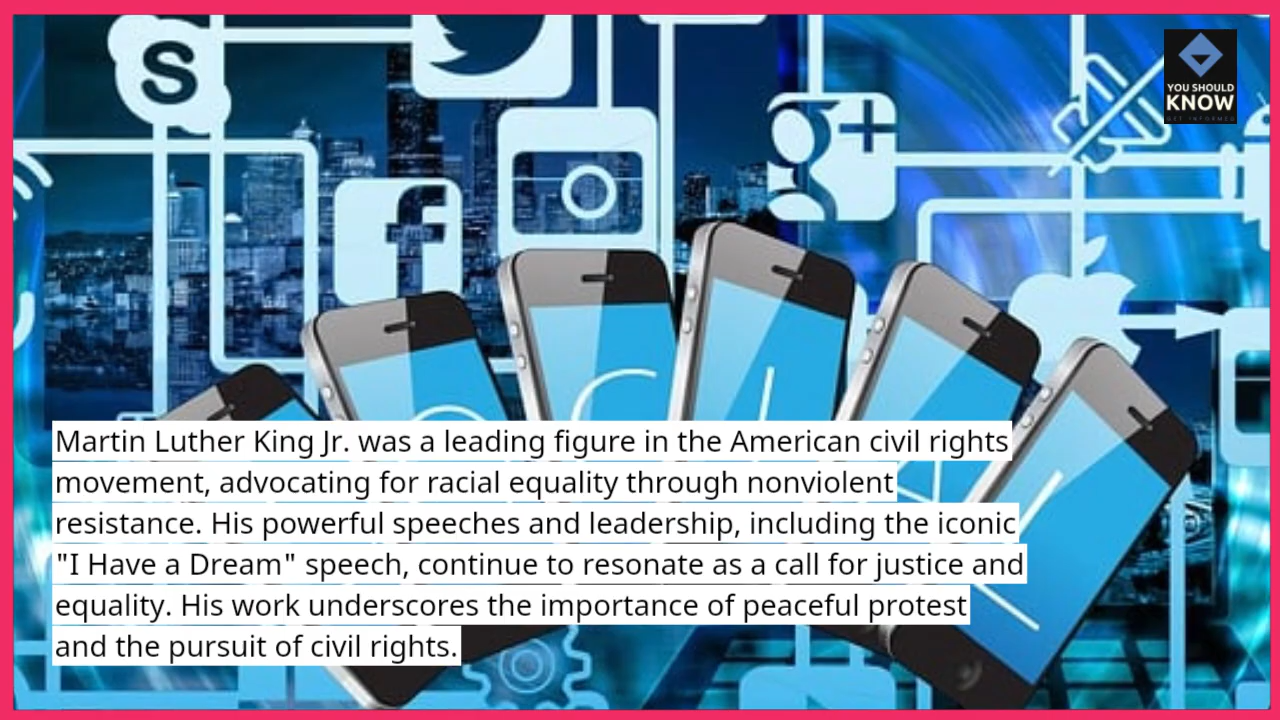 S
f
g+
YOU SHOULD
KNOW
GET INFORMED
Martin Luther King Jr. was a leading figure in the American civil rights
movement, advocating for racial equality through nonviolent
resistance. His powerful speeches and leadership, including the iconic
"I Have a Dream" speech, continue to resonate as a call for justice and
equality. His work underscores the importance of peaceful protest
and the pursuit of civil rights.